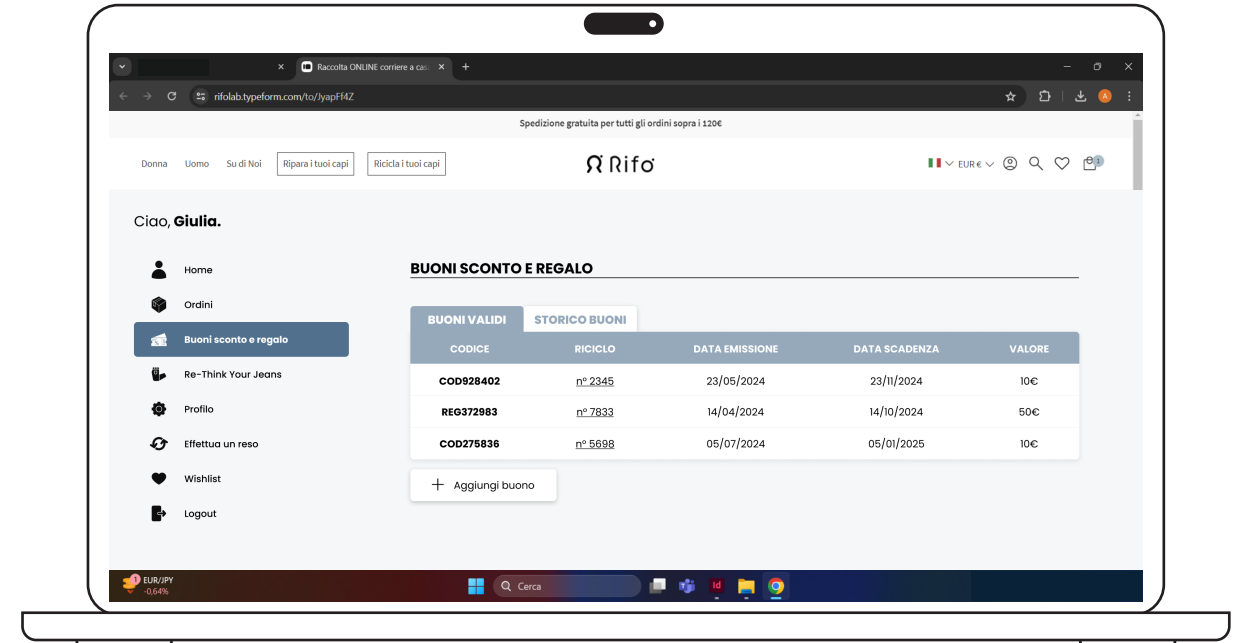 Raccolta ONLINE corriere a cas
rifolab.typeform.com/to/JyapFf4Z
A
Spedizione gratuita per tutti gli ordini sopra i 120€
Donna Uomo Su di Noi Ripara i tuoi capi Ricicla i tuoi capi Rifò EUR € 1
Ciao, Giulia.
Home
Ordini
Buoni sconto e regalo
Re-Think Your Jeans
Profilo
Effettua un reso
Wishlist
Logout
BUONI SCONTO E REGALO
BUONI VALIDI STORICO BUONI
CODICE RICICLO DATA EMISSIONE DATA SCADENZA VALORE
COD928402 n° 2345 23/05/2024 23/11/2024 10€
REG372983 n° 7833 14/04/2024 14/10/2024 50€
COD275836 n° 5698 05/07/2024 05/01/2025 10€
+ Aggiungi buono
1 EUR/JPY
-0,64%
Cerca
Id